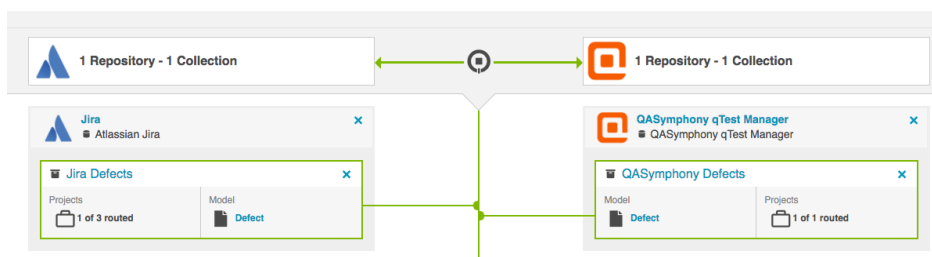 1 Repository - 1 Collection
1 Repository - 1 Collection
Jira
Atlassian Jira
QASymphony qTest Manager
QASymphony qTest Manager
Jira Defects
Projects
1 of 3 routed
Model
Defect
QASymphony Defects
Model
Defect
Projects
1 of 1 routed